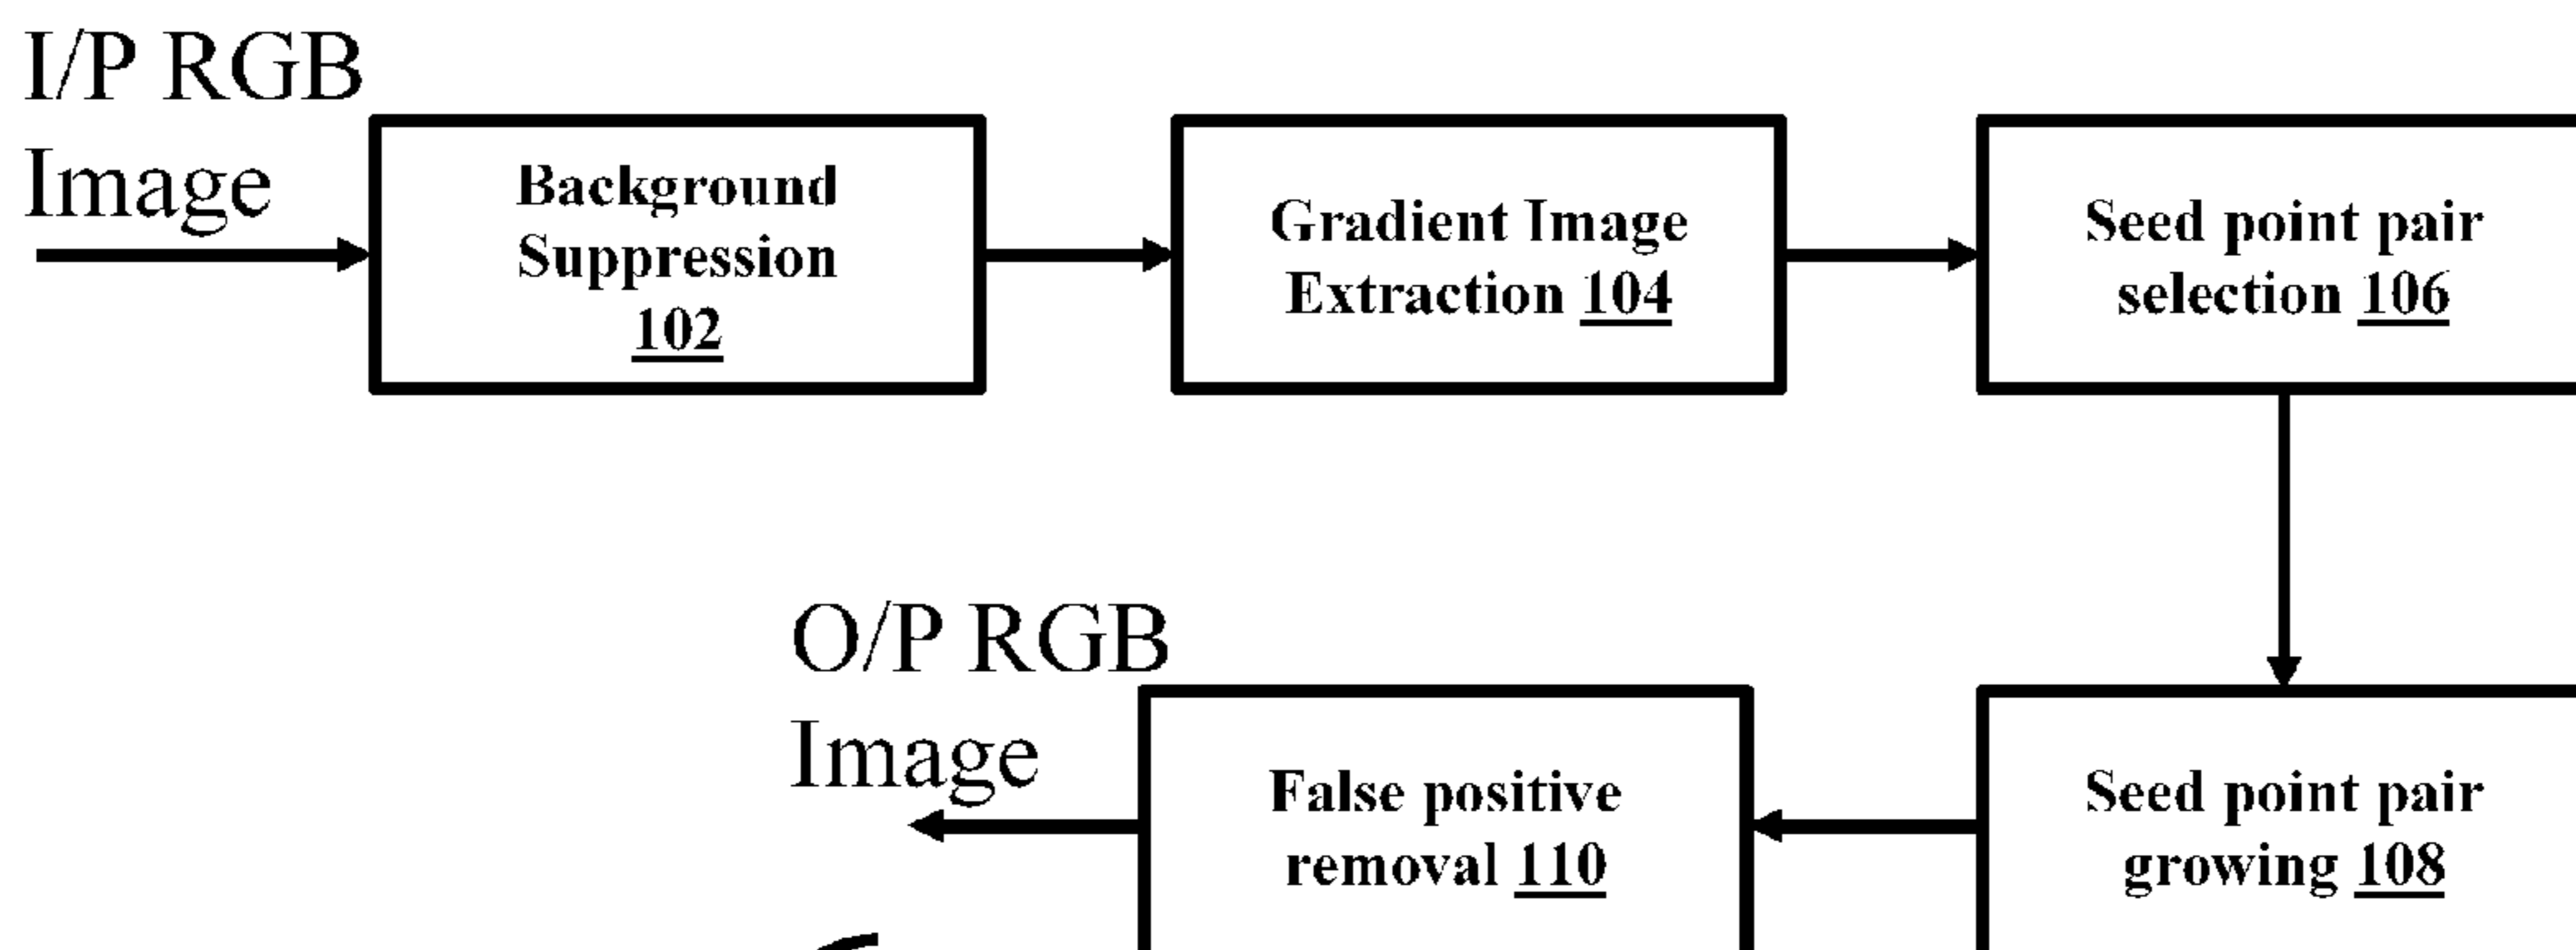 I/P RGB
Image
Background
Suppression
102
Gradient Image
Extraction 104
Seed point pair
selection 106
O/P RGB
Image
False positive
removal 110
Seed point pair
growing 108